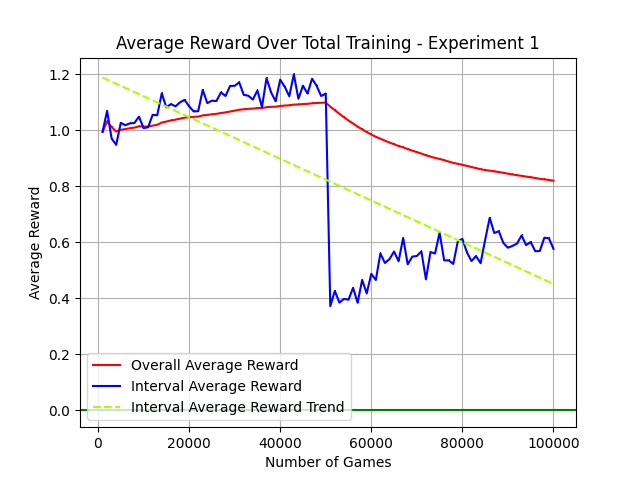 Average Reward Over Total Training - Experiment 1
Average Reward
1.2
1.0
0.8
0.6
0.4
0.2
0.0
Overall Average Reward
Interval Average Reward
Interval Average Reward Trend
0 20000 40000 60000 80000 100000
Number of Games